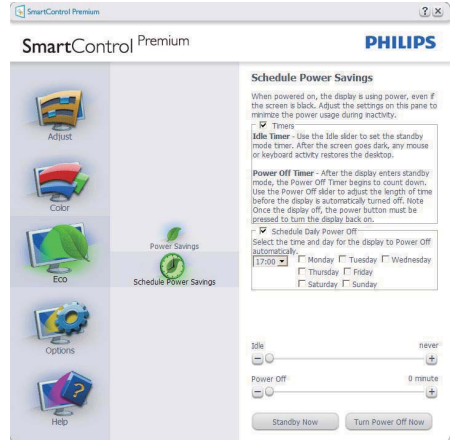 SmartControl Premium
SmartControl Premium
PHILIPS
Adjust
Color
Eco
Options
Help
Power Savings
Schedule Power Savings
Schedule Power Savings
When powered on, the display is using power, even if
the screen is black. Adjust the settings on this pane to
minimize the power usage during inactivity.
Timers
Idle Timer - Use the Idle slider to set the standby
mode timer. After the screen goes dark, any mouse
or keyboard activity restores the desktop.
Power Off Timer - After the display enters standby
mode, the Power Off Timer begins to count down.
Use the Power Off slider to adjust the length of time
before the display is automatically turned off. Note
Once the display off, the power button must be
pressed to turn the display back on.
Schedule Daily Power Off
Select the time and day for the display to Power Off
automatically.
17:00 Monday Tuesday Wednesday
Thursday Friday
Saturday Sunday
Idle never
Power Off 0 minute
Standby Now Turn Power Off Now